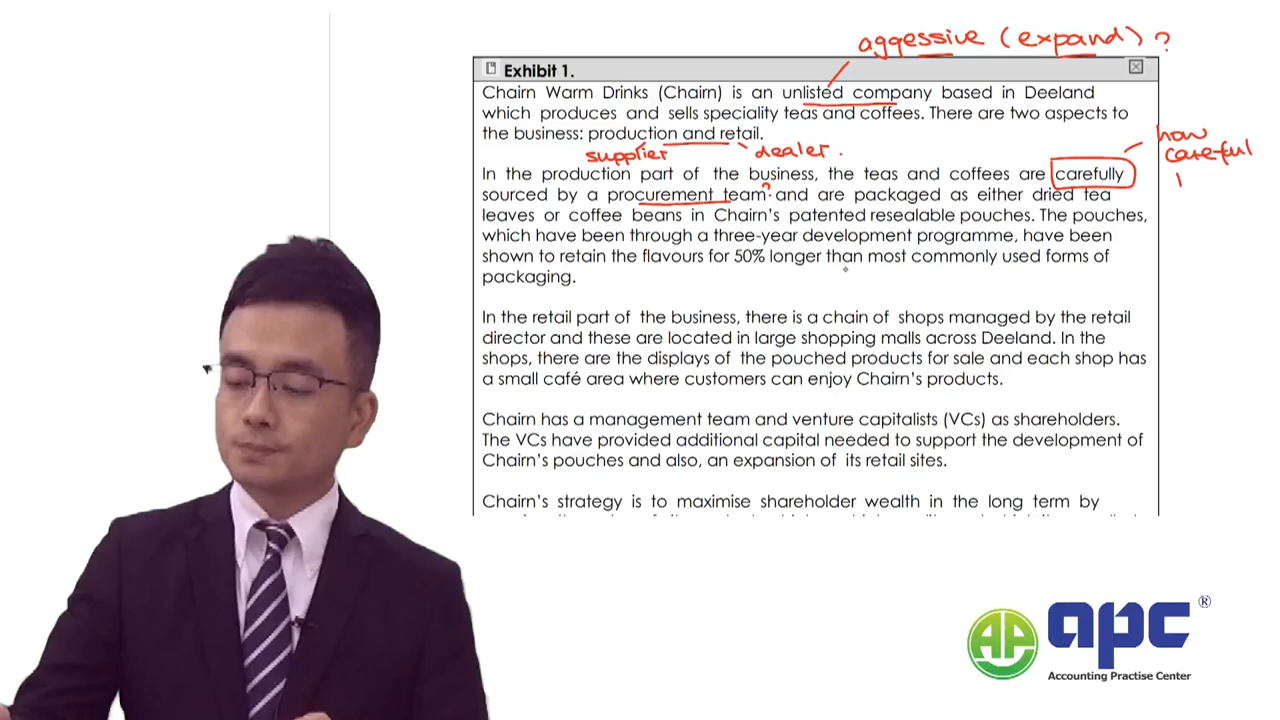 aggessive (expand) ?
Exhibit 1.
Chairn Warm Drinks (Chairn) is an unlisted company based in Deeland
which produces and sells speciality teas and coffees. There are two aspects to
the business: production and retail.
supplier dealer.
how
careful
In the production part of the business, the teas and coffees are carefully
sourced by a procurement team ? and are packaged as either dried tea
leaves or coffee beans in Chairn's patented resealable pouches. The pouches,
which have been through a three-year development programme, have been
shown to retain the flavours for 50% longer than most commonly used forms of
packaging.
In the retail part of the business, there is a chain of shops managed by the retail
director and these are located in large shopping malls across Deeland. In the
shops, there are the displays of the pouched products for sale and each shop has
a small café area where customers can enjoy Chairn's products.
Chairn has a management team and venture capitalists (VCs) as shareholders.
The VCs have provided additional capital needed to support the development of
Chairn's pouches and also, an expansion of its retail sites.
Chairn's strategy is to maximise shareholder wealth in the long term by
AP
apc ®
Accounting Practise Center